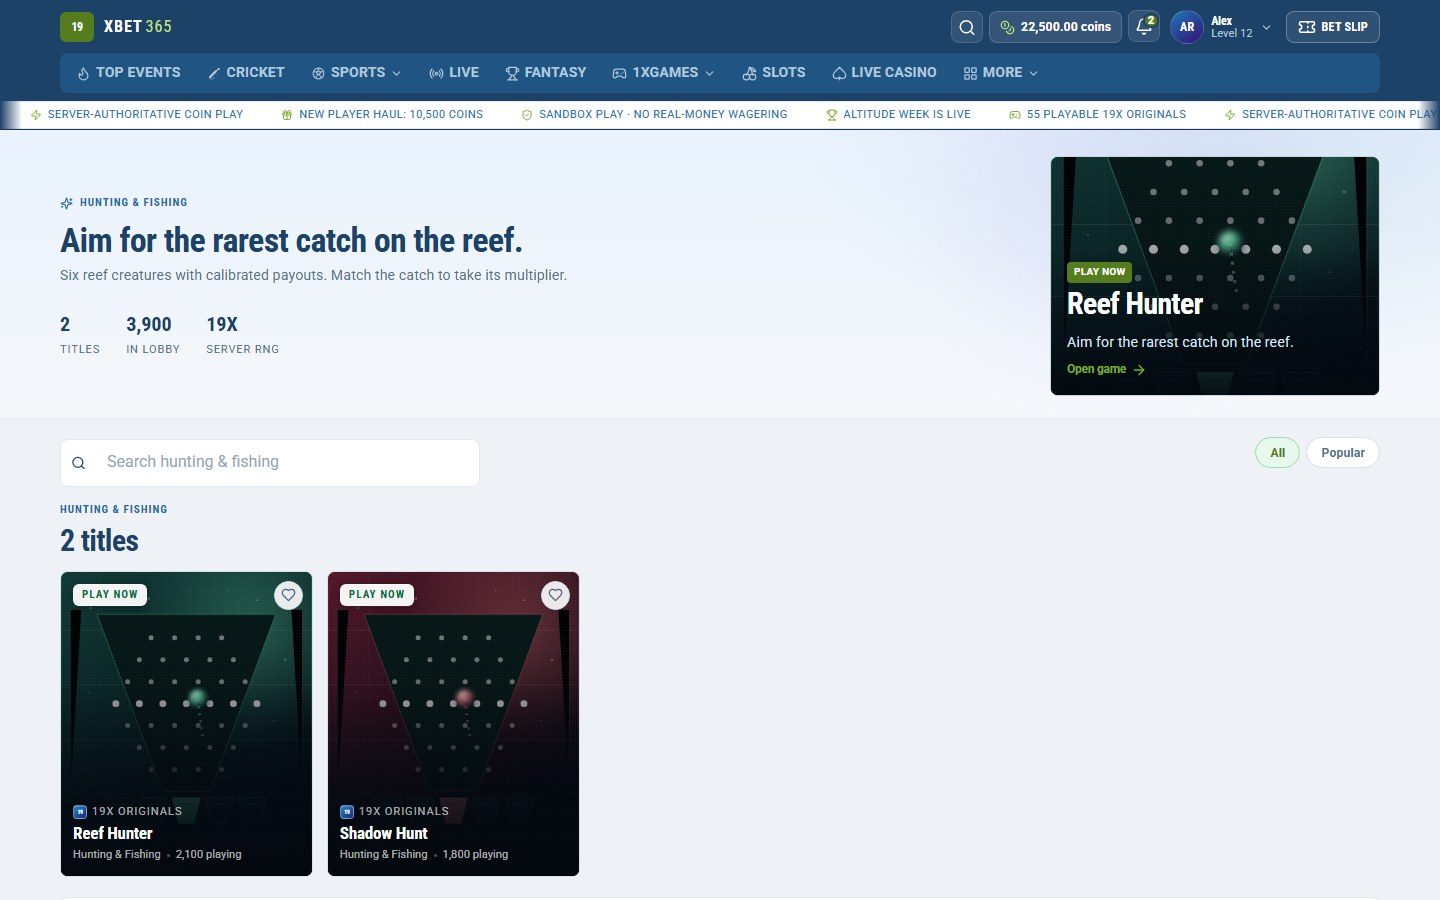 19 XBET 365
22,500.00 coins
2
AR
Alex
Level 12
BET SLIP
TOP EVENTS CRICKET SPORTS LIVE FANTASY 1XGAMES SLOTS LIVE CASINO MORE
SERVER-AUTHORITATIVE COIN PLAY NEW PLAYER HAUL: 10,500 COINS SANDBOX PLAY · NO REAL-MONEY WAGERING ALTITUDE WEEK IS LIVE 55 PLAYABLE 19X ORIGINALS SERVER-AUTHORITATIVE COIN PLAY
HUNTING & FISHING
Aim for the rarest catch on the reef.
Six reef creatures with calibrated payouts. Match the catch to take its multiplier.
2 3,900 19X
TITLES IN LOBBY SERVER RNG
PLAY NOW
Reef Hunter
Aim for the rarest catch on the reef.
Open game
Search hunting & fishing
All Popular
HUNTING & FISHING
2 titles
PLAY NOW
19 19X ORIGINALS
Reef Hunter
Hunting & Fishing • 2,100 playing
PLAY NOW
19 19X ORIGINALS
Shadow Hunt
Hunting & Fishing • 1,800 playing